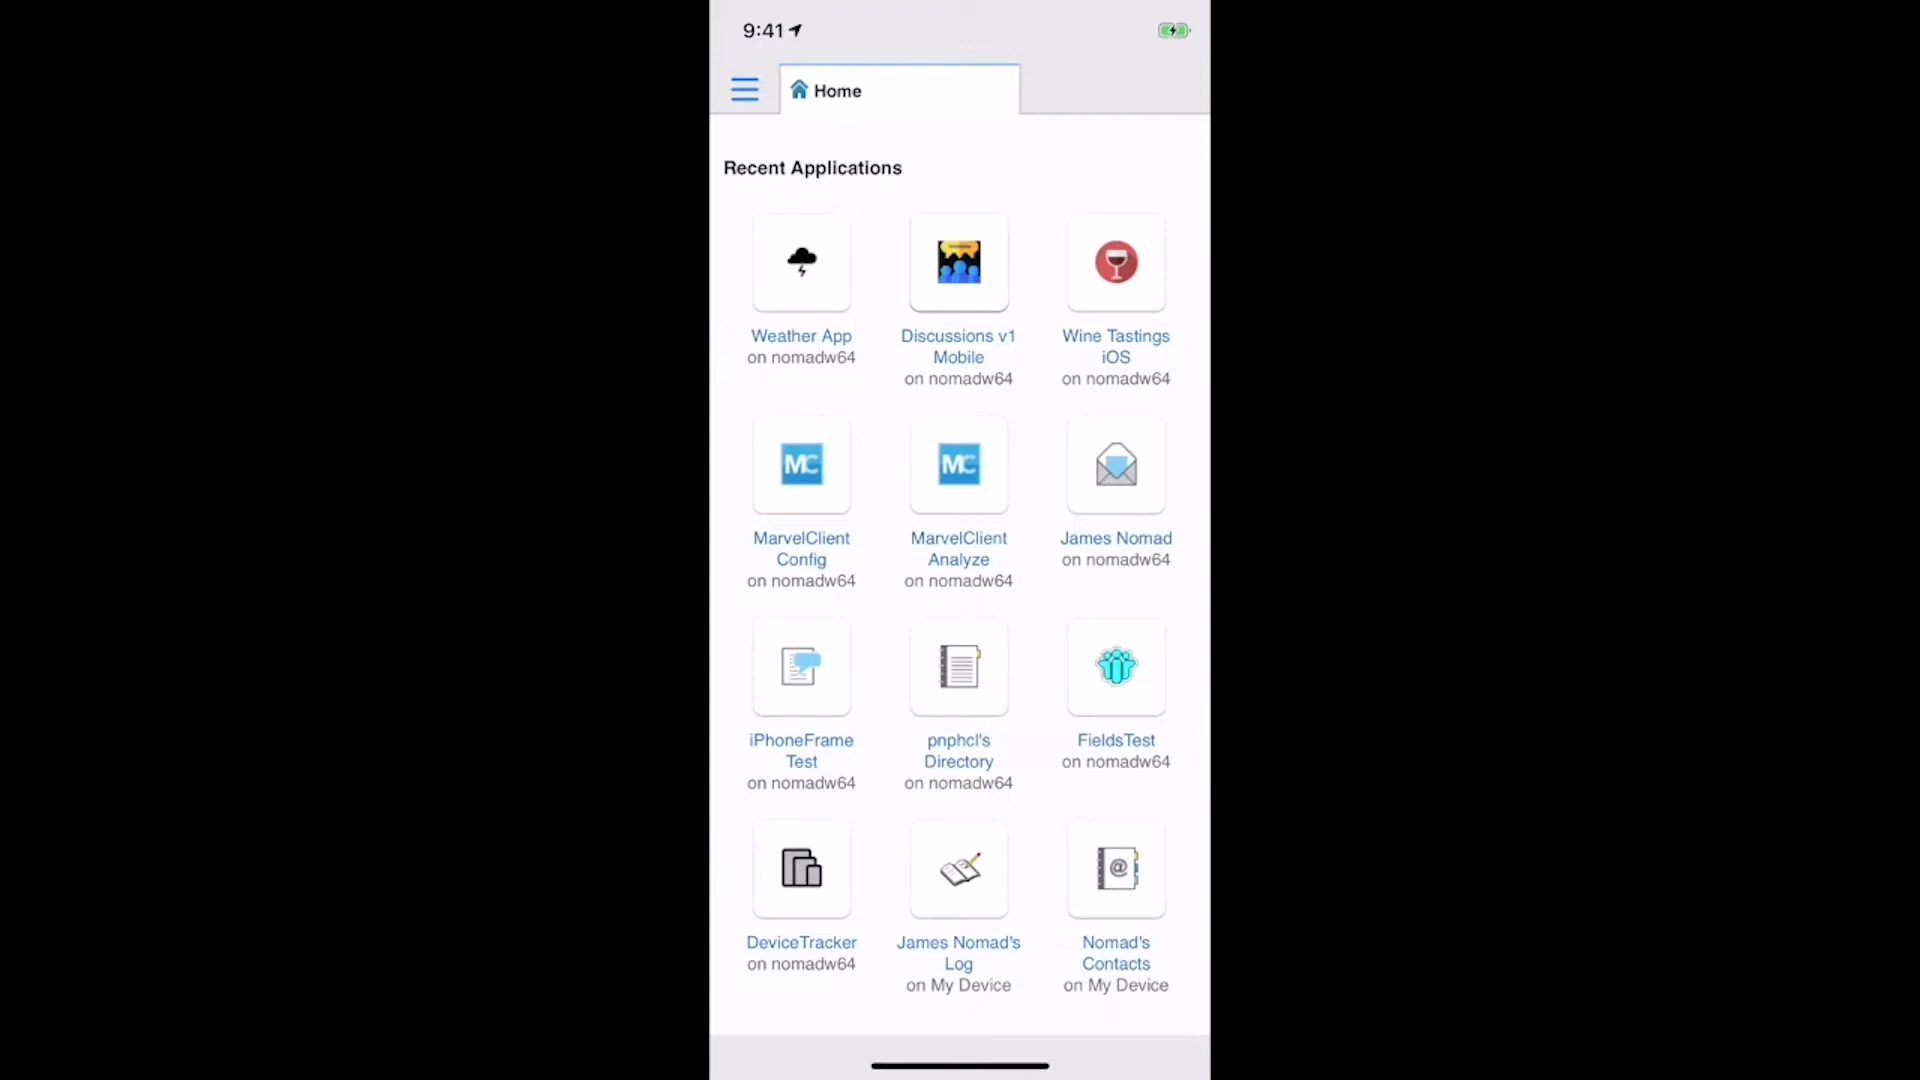 9:41
Home
Recent Applications
Weather App
on nomadw64
Discussions v1
Mobile
on nomadw64
Wine Tastings
iOS
on nomadw64
MC
MarvelClient
Config
on nomadw64
MC
MarvelClient
Analyze
on nomadw64
James Nomad
on nomadw64
iPhoneFrame
Test
on nomadw64
pnphcl's
Directory
on nomadw64
FieldsTest
on nomadw64
DeviceTracker
on nomadw64
James Nomad's
Log
on My Device
@
Nomad's
Contacts
on My Device